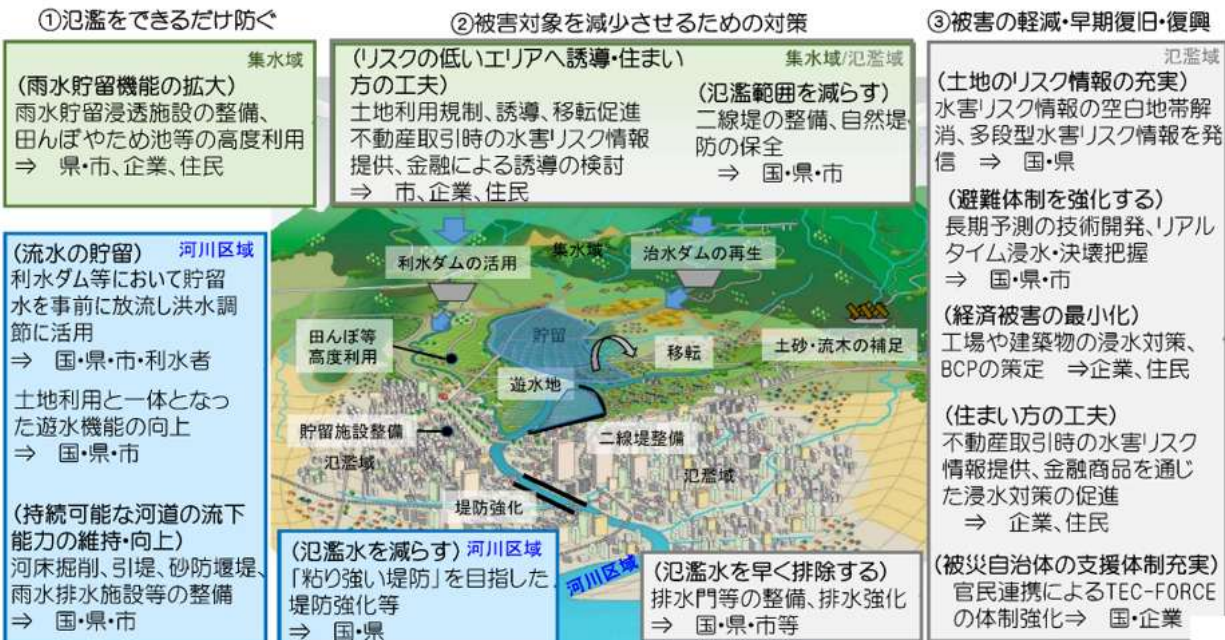 ①氾濫をできるだけ防ぐ
集水域
(雨水貯留機能の拡大)
雨水貯留浸透施設の整備、
田んぼやため池等の高度利用
⇒ 県・市、企業、住民
(流水の貯留) 河川区域
利水ダム等において貯留
水を事前に放流し洪水調
節に活用
⇒ 国・県・市・利水者
土地利用と一体となっ
た遊水機能の向上
⇒ 国・県・市
(持続可能な河道の流下
能力の維持・向上)
河床掘削、引堤、砂防堰堤、
雨水排水施設等の整備
⇒ 国・県・市
②被害対象を減少させるための対策
(リスクの低いエリアへ誘導・住まい
方の工夫)
土地利用規制、誘導、移転促進
不動産取引時の水害リスク情報
提供、金融による誘導の検討
⇒ 市、企業、住民
集水域/氾濫域
(氾濫範囲を減らす)
二線堤の整備、自然堤
防の保全
⇒ 国・県・市
利水ダムの活用
集水域
治水ダムの再生
田んぼ等
高度利用
貯留
移転
土砂・流木の補足
遊水地
貯留施設整備
二線堤整備
氾濫域
氾濫域
堤防強化
河川区域
(氾濫水を減らす) 河川区域
「粘り強い堤防」を目指した
堤防強化等
⇒ 国・県
(氾濫水を早く排除する)
排水門等の整備、排水強化
⇒ 国・県・市等
③被害の軽減・早期復旧・復興
氾濫域
(土地のリスク情報の充実)
水害リスク情報の空白地帯解
消、多段型水害リスク情報を発
信 ⇒ 国・県
(避難体制を強化する)
長期予測の技術開発、リアル
タイム浸水・決壊把握
⇒ 国・県・市
(経済被害の最小化)
工場や建築物の浸水対策、
BCPの策定 ⇒企業、住民
(住まい方の工夫)
不動産取引時の水害リスク
情報提供、金融商品を通じ
た浸水対策の促進
⇒ 企業、住民
(被災自治体の支援体制充実)
官民連携によるTEC-FORCE
の体制強化⇒ 国・企業